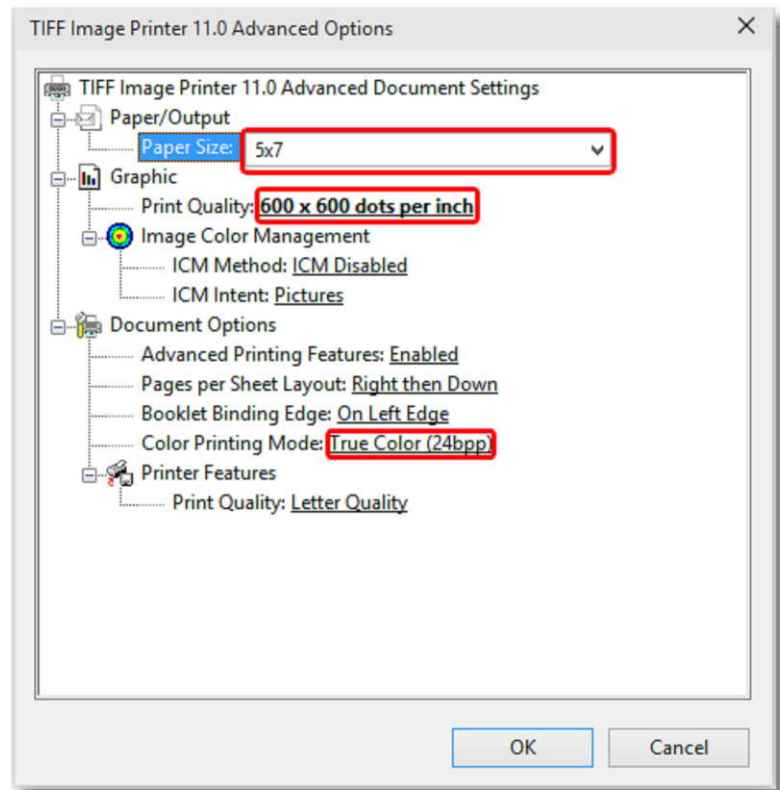 TIFF Image Printer 11.0 Advanced Options
TIFF Image Printer 11.0 Advanced Document Settings
Paper/Output
Paper Size: 5x7
Graphic
Print Quality: 600 x 600 dots per inch
Image Color Management
ICM Method: ICM Disabled
ICM Intent: Pictures
Document Options
Advanced Printing Features: Enabled
Pages per Sheet Layout: Right then Down
Booklet Binding Edge: On Left Edge
Color Printing Mode: True Color (24bpp)
Printer Features
Print Quality: Letter Quality
OK Cancel